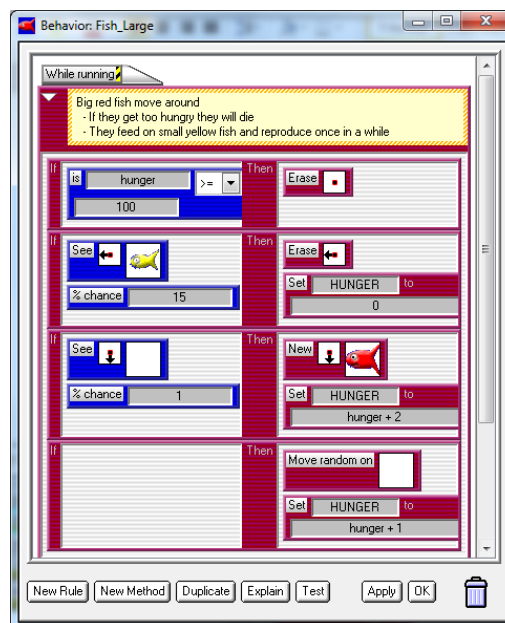 Behavior: Fish_Large
While running
Big red fish move around
- If they get too hungry they will die
- They feed on small yellow fish and reproduce once in a while
If
is hunger >=
100
Then
Erase
If
See
% chance 15
Then
Erase
Set HUNGER to
0
If
See
% chance 1
Then
New
Set HUNGER to
hunger + 2
If
Then
Move random on
Set HUNGER to
hunger + 1
New Rule New Method Duplicate Explain Test Apply OK